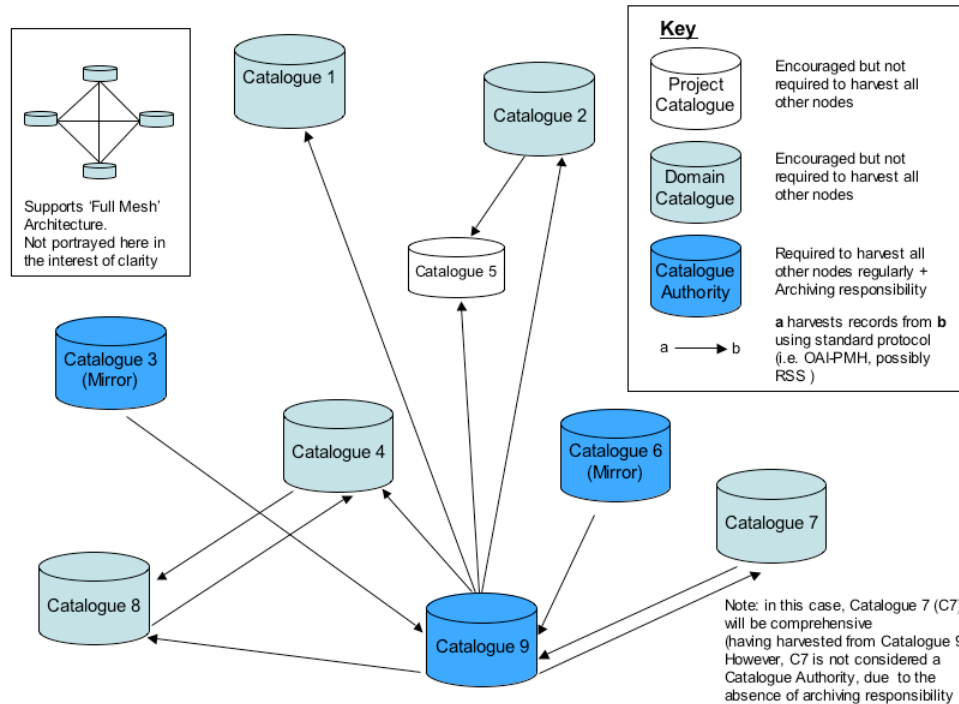 Supports ‘Full Mesh’
Architecture.
Not portrayed here in
the interest of clarity
Catalogue 1
Catalogue 2
Catalogue 5
Catalogue 3
(Mirror)
Catalogue 4
Catalogue 6
(Mirror)
Catalogue 7
Catalogue 8
Catalogue 9
Key
Project
Catalogue
Encouraged but not
required to harvest all
other nodes
Domain
Catalogue
Encouraged but not
required to harvest all
other nodes
Catalogue
Authority
Required to harvest all
other nodes regularly +
Archiving responsibility
a
b
a harvests records from b
using standard protocol
(i.e. OAI-PMH, possibly
RSS )
Note: in this case, Catalogue 7 (C7)
will be comprehensive
(having harvested from Catalogue 9
However, C7 is not considered a
Catalogue Authority, due to the
absence of archiving responsibility